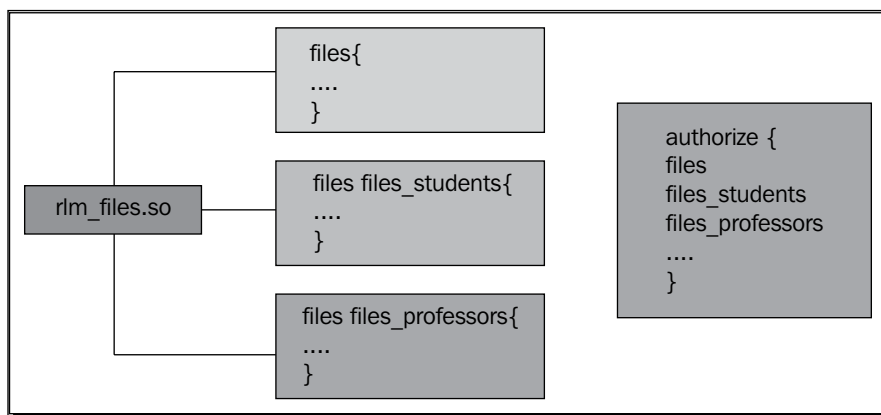 rlm_files.so
files{
....
}
files files_students{
....
}
files files_professors{
....
}
authorize {
files
files_students
files_professors
....
}